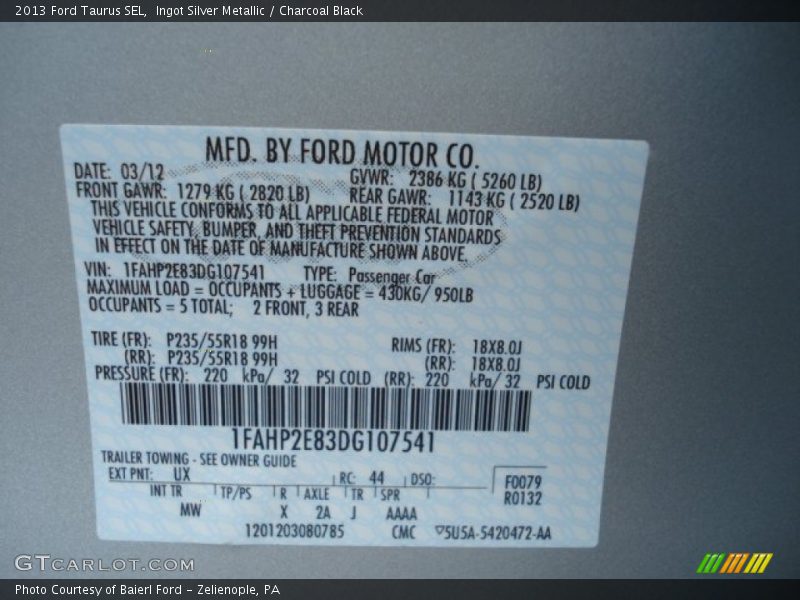 2013 Ford Taurus SEL, Ingot Silver Metallic / Charcoal Black
MFD. BY FORD MOTOR CO.
DATE: 03/12 GVWR: 2386 KG ( 5260 LB)
FRONT GAWR: 1279 KG ( 2820 LB) REAR GAWR: 1143 KG ( 2520 LB)
THIS VEHICLE CONFORMS TO ALL APPLICABLE FEDERAL MOTOR
VEHICLE SAFETY, BUMPER, AND THEFT PREVENTION STANDARDS
IN EFFECT ON THE DATE OF MANUFACTURE SHOWN ABOVE.
VIN: 1FAHP2E83DG107541 TYPE: Passenger Car
MAXIMUM LOAD = OCCUPANTS + LUGGAGE = 430KG/ 950LB
OCCUPANTS = 5 TOTAL; 2 FRONT, 3 REAR
TIRE (FR): P235/55R18 99H RIMS (FR): 18X8.0J
(RR): P235/55R18 99H (RR): 18X8.0J
PRESSURE (FR): 220 kPa/ 32 PSI COLD (RR): 220 kPa/ 32 PSI COLD
1FAHP2E83DG107541
TRAILER TOWING - SEE OWNER GUIDE
EXT PNT: UX RC: 44 DSO: F0079
INT TR TP/PS R AXLE TR SPR R0132
MW X 2A J AAAA
1201203080785 CMC ▽5U5A-5420472-AA
GTcarlot.com
Photo Courtesy of Baierl Ford - Zelienople, PA